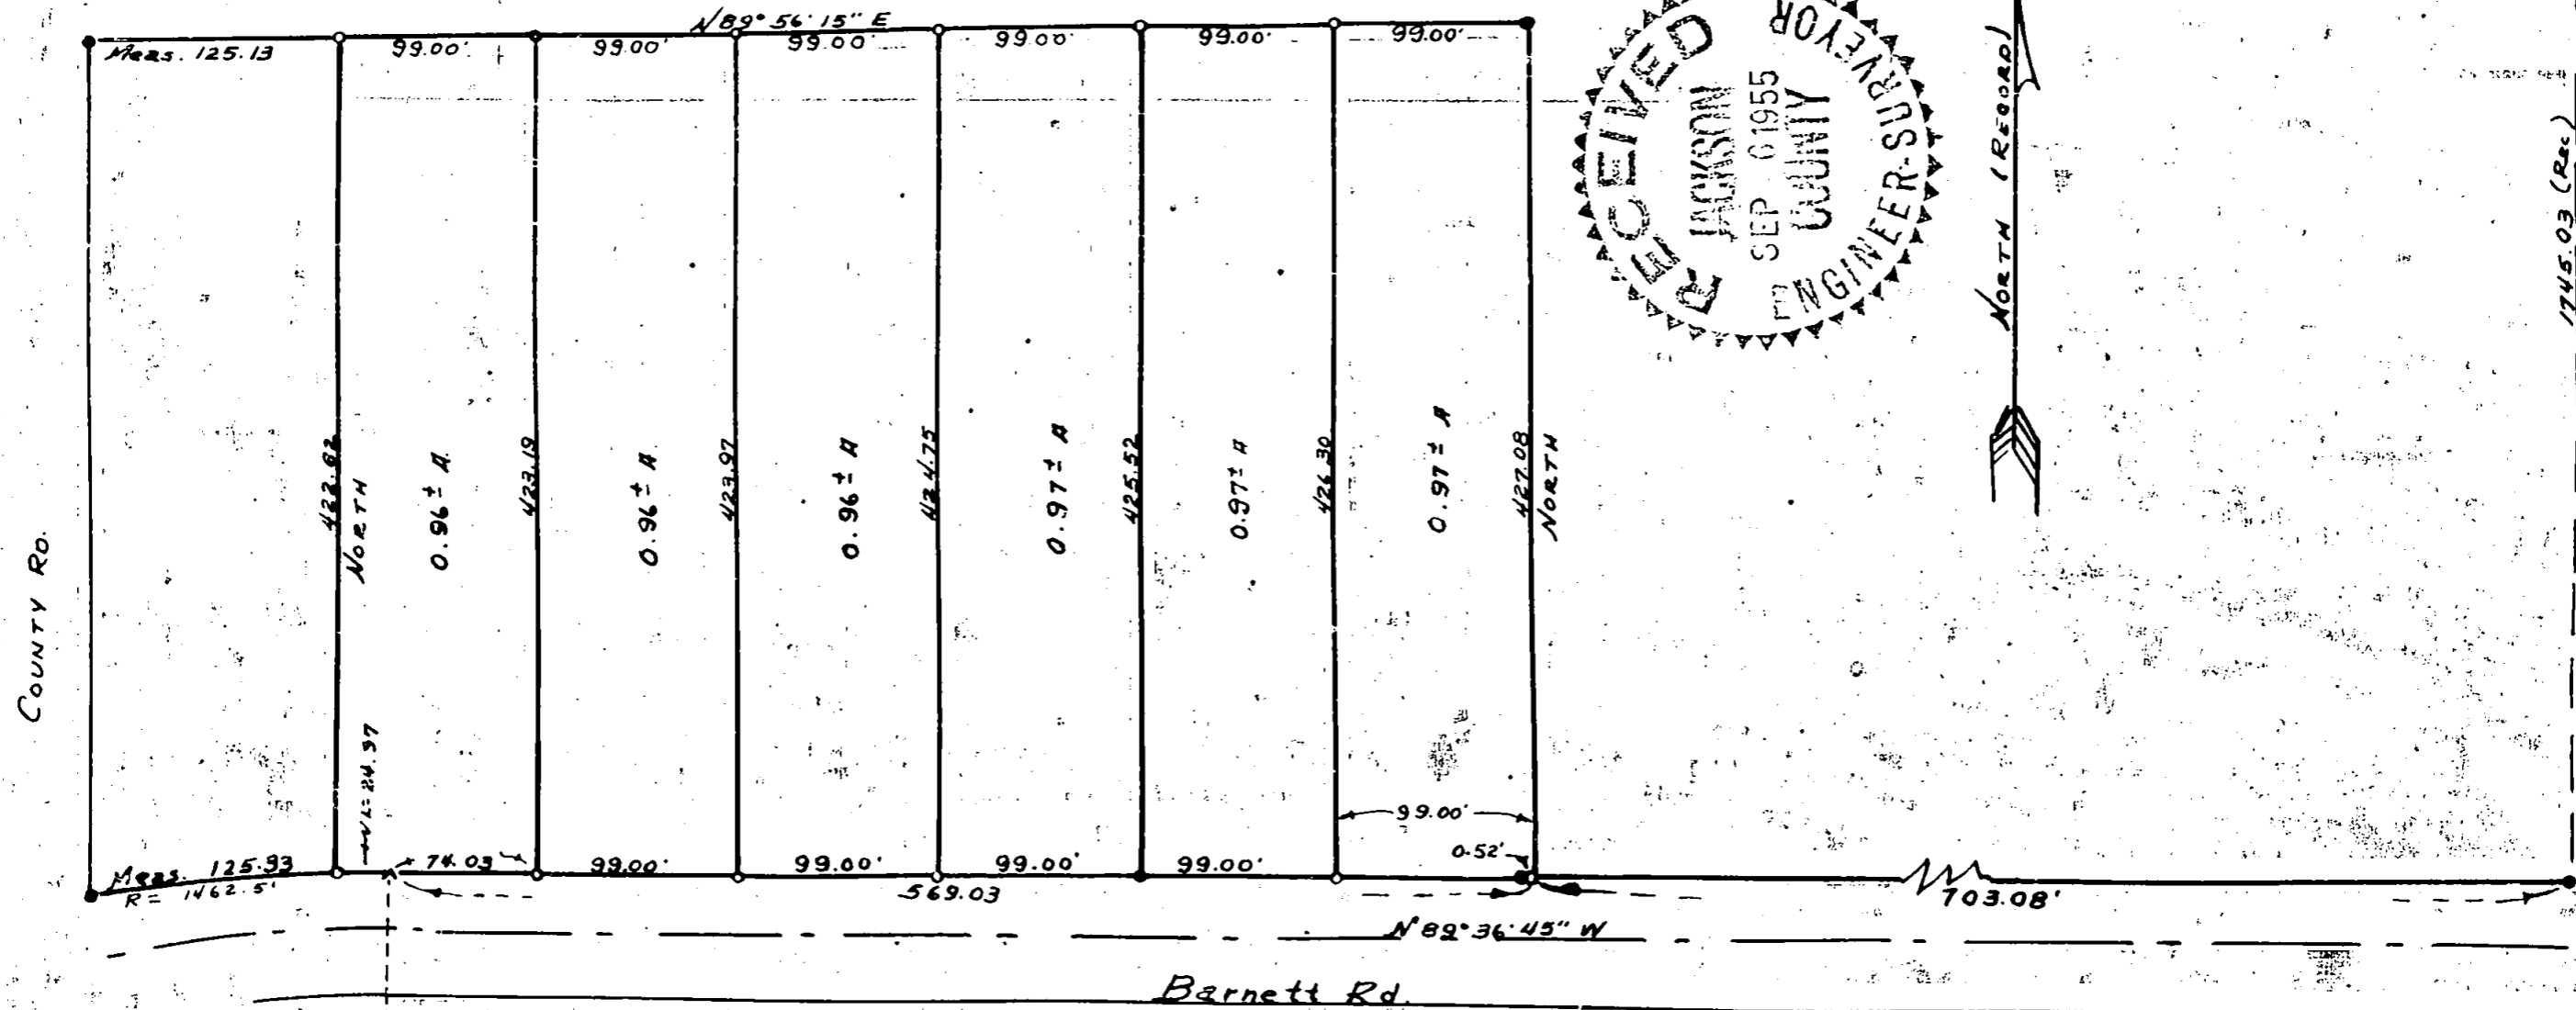 N 89° 56' 15" E
Meas. 125.13
99.00'
99.00'
99.00'
99.00'
99.00'
99.00'
RECEIVED
JACKSON
SEP 6 1955
COUNTY
ENGINEER-SURVEYOR
NORTH (RECORD)
1745.03 (Rec)
COUNTY RD.
422.62
NORTH
0.96 ± A.
423.19
0.96 ± A.
423.97
0.96 ± A
424.75
0.97 ± A
425.52
0.97 ± A
426.30
0.97 ± A
427.08
NORTH
L=24.97
Meas. 125.93
R= 1462.5'
74.03
99.00'
99.00'
99.00'
99.00'
99.00'
0.52'
569.03
703.08'
N 89° 36' 45" W
Barnett Rd.